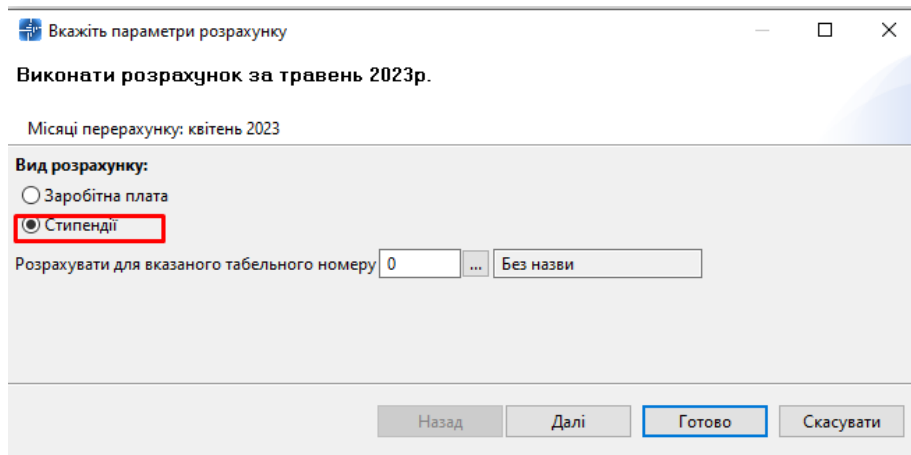 Вкажіть параметри розрахунку
Виконати розрахунок за травень 2023р.
Місяці перерахунку: квітень 2023
Вид розрахунку:
Заробітна плата
Стипендії
Розрахувати для вказаного табельного номеру 0 ... Без назви
Назад Далі Готово Скасувати